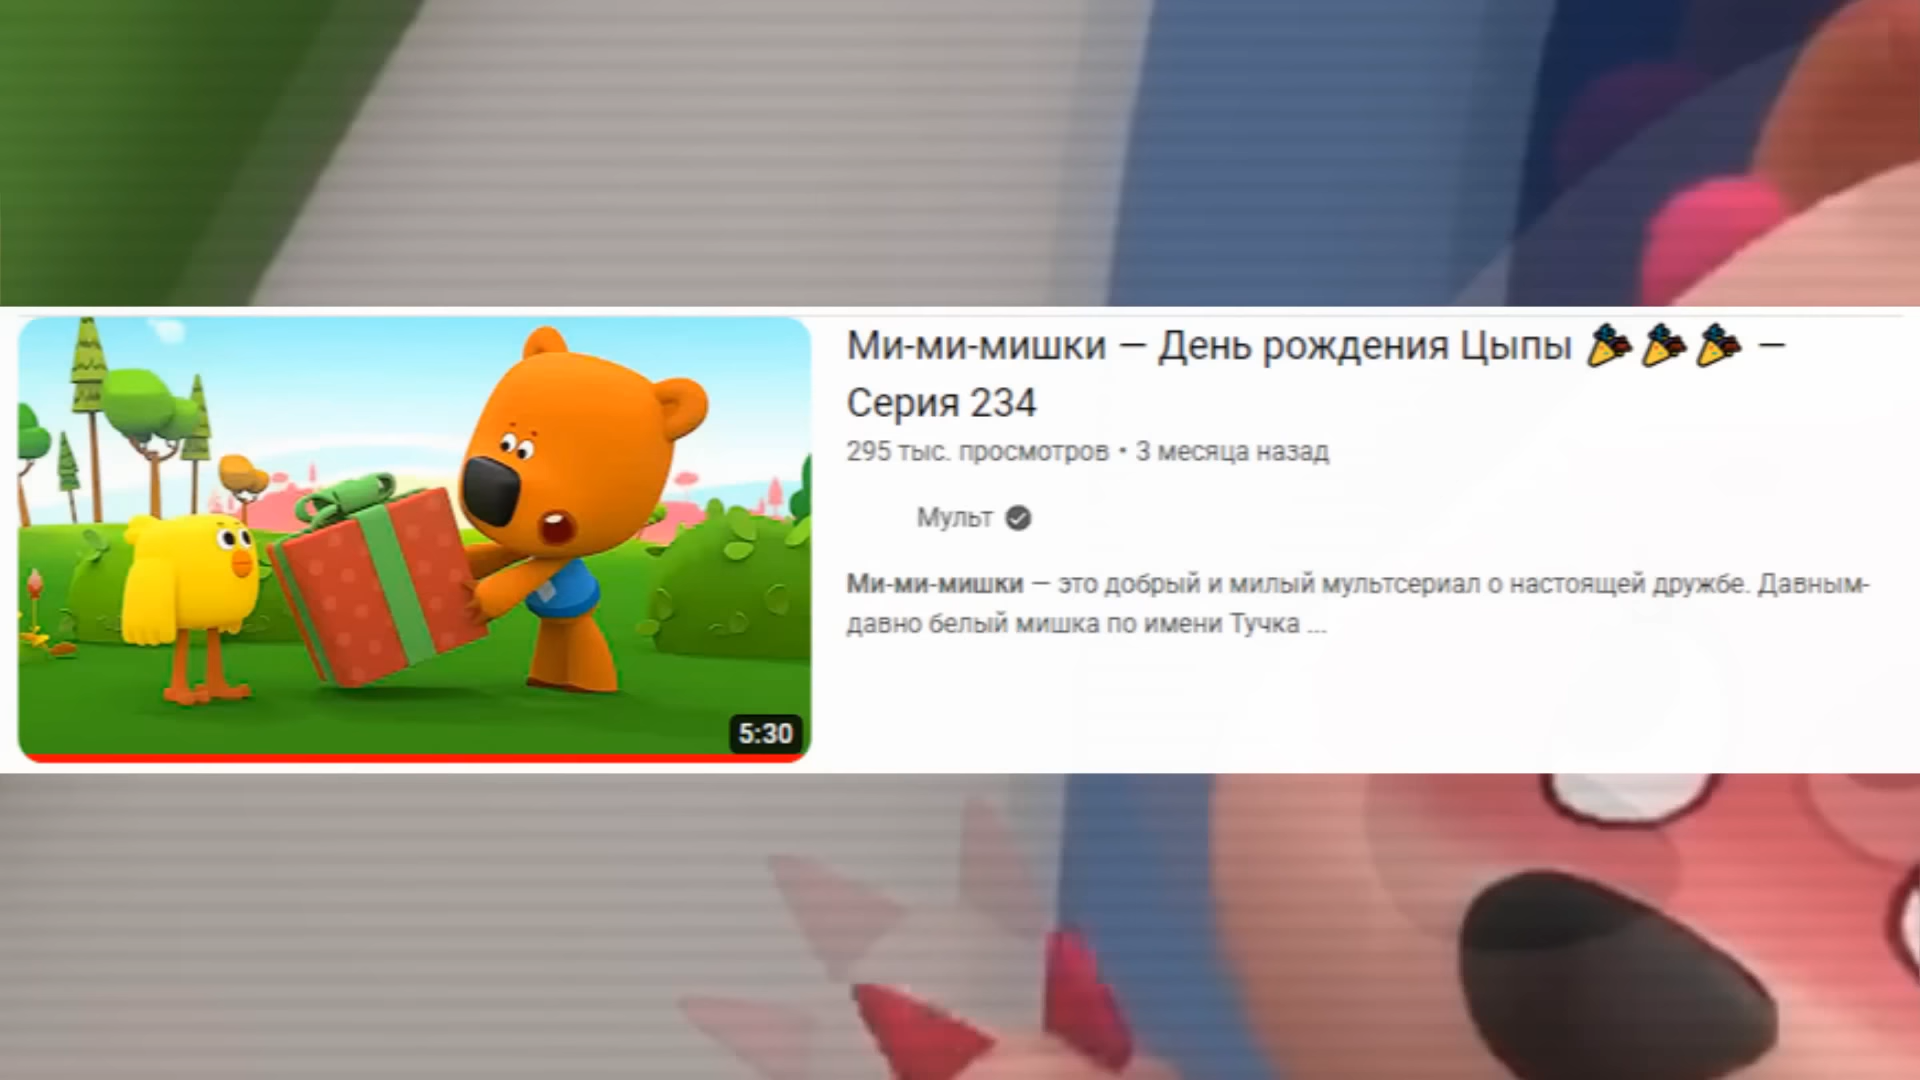 Ми-ми-мишки — День рождения Цыпы 🎉🎉🎉 —
Серия 234
295 тыс. просмотров • 3 месяца назад
Мульт
Ми-ми-мишки — это добрый и милый мультсериал о настоящей дружбе. Давным-
давно белый мишка по имени Тучка ...
5:30